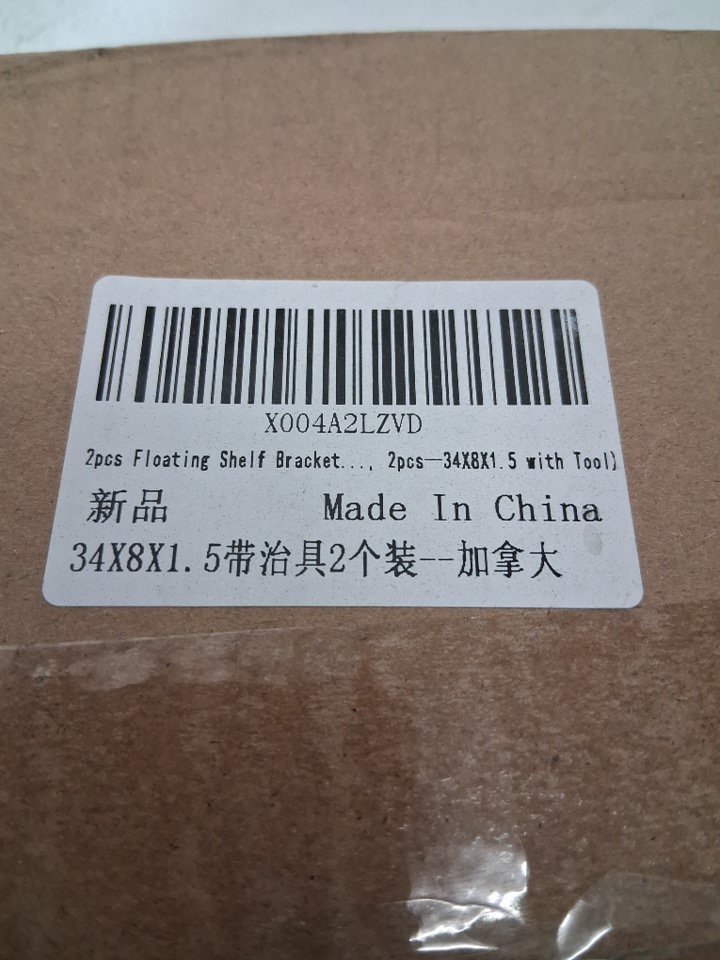 X004A2LZVD
2pcs Floating Shelf Bracket..., 2pcs—34X8X1.5 with Tool)
新品 Made In China
34X8X1.5带治具2个装--加拿大